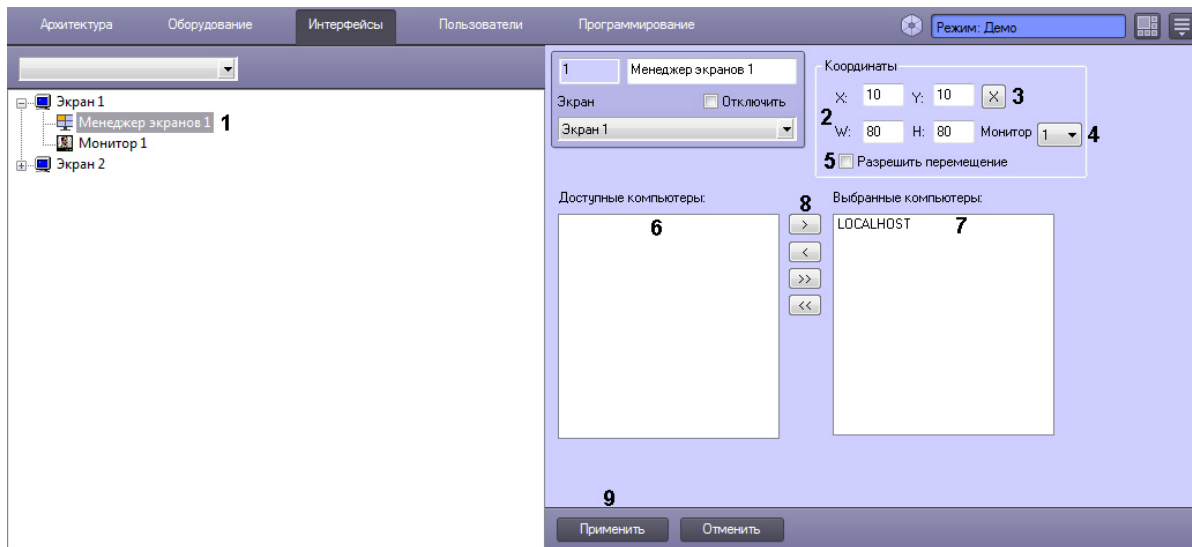 Архитектура Оборудование Интерфейсы Пользователи Программирование Режим: Демо
1 Менеджер экранов 1
Экран Отключить
Экран 1
Координаты
X: 10 Y: 10 X 3
2 W: 80 H: 80 Монитор 1 4
5 Разрешить перемещение
Экран 1
Менеджер экранов 1 1
Монитор 1
Экран 2
Доступные компьютеры: 8 Выбранные компьютеры:
6 > LOCALHOST 7
<
>>
<<
9
Применить Отменить